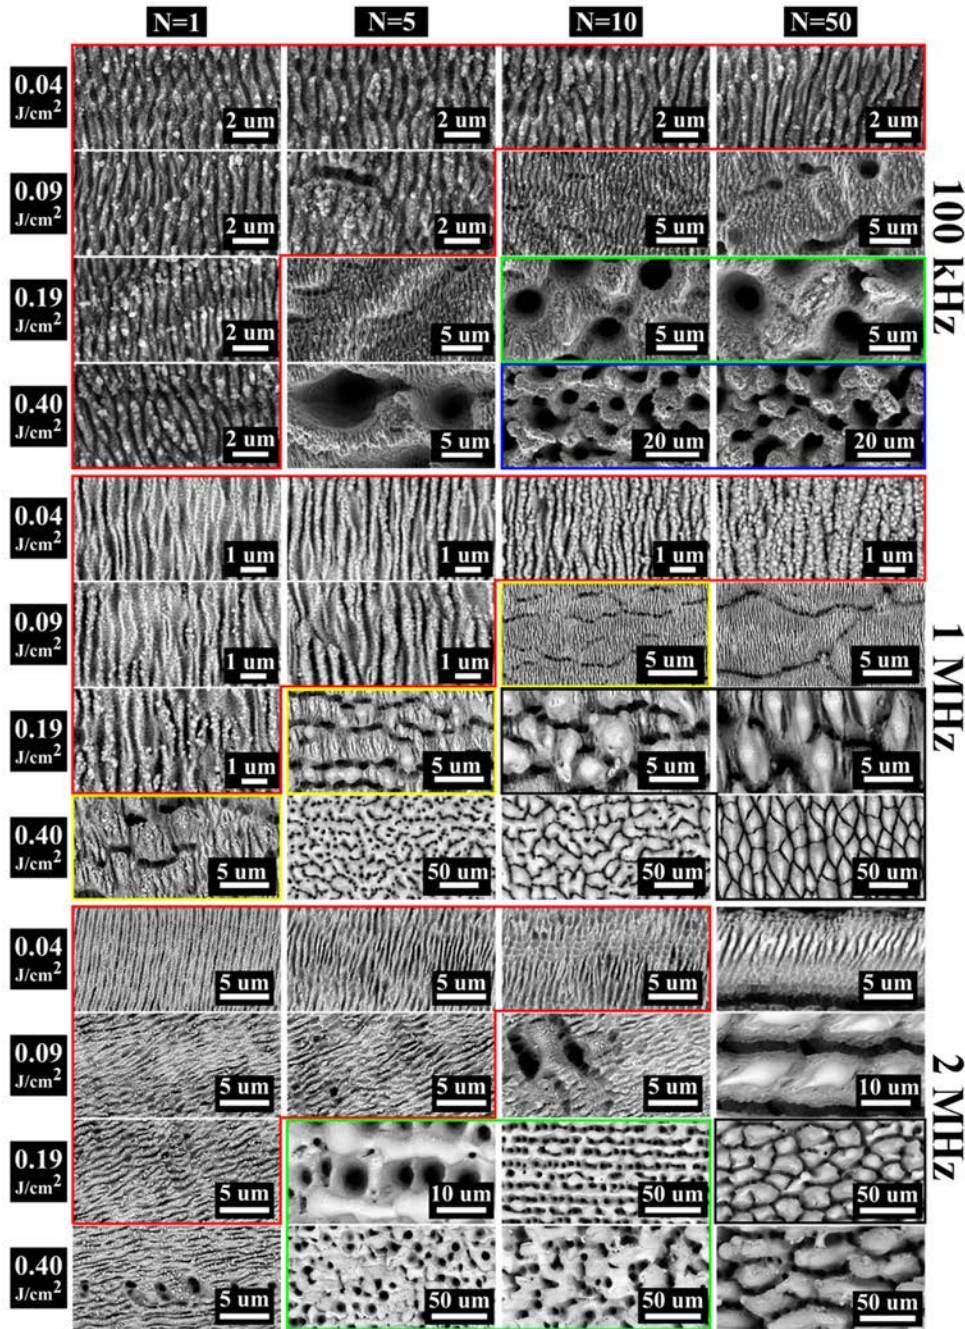 N=1 N=5 N=10 N=50
0.04 J/cm2 2 um 2 um 2 um 2 um
0.09 J/cm2 2 um 2 um 5 um 5 um
0.19 J/cm2 2 um 5 um 5 um 5 um
0.40 J/cm2 2 um 5 um 20 um 20 um
100 kHz
0.04 J/cm2 1 um 1 um 1 um 1 um
0.09 J/cm2 1 um 1 um 5 um 5 um
0.19 J/cm2 1 um 5 um 5 um 5 um
0.40 J/cm2 5 um 50 um 50 um 50 um
1 MHz
0.04 J/cm2 5 um 5 um 5 um 5 um
0.09 J/cm2 5 um 5 um 5 um 10 um
0.19 J/cm2 5 um 10 um 50 um 50 um
0.40 J/cm2 5 um 50 um 50 um 50 um
2 MHz